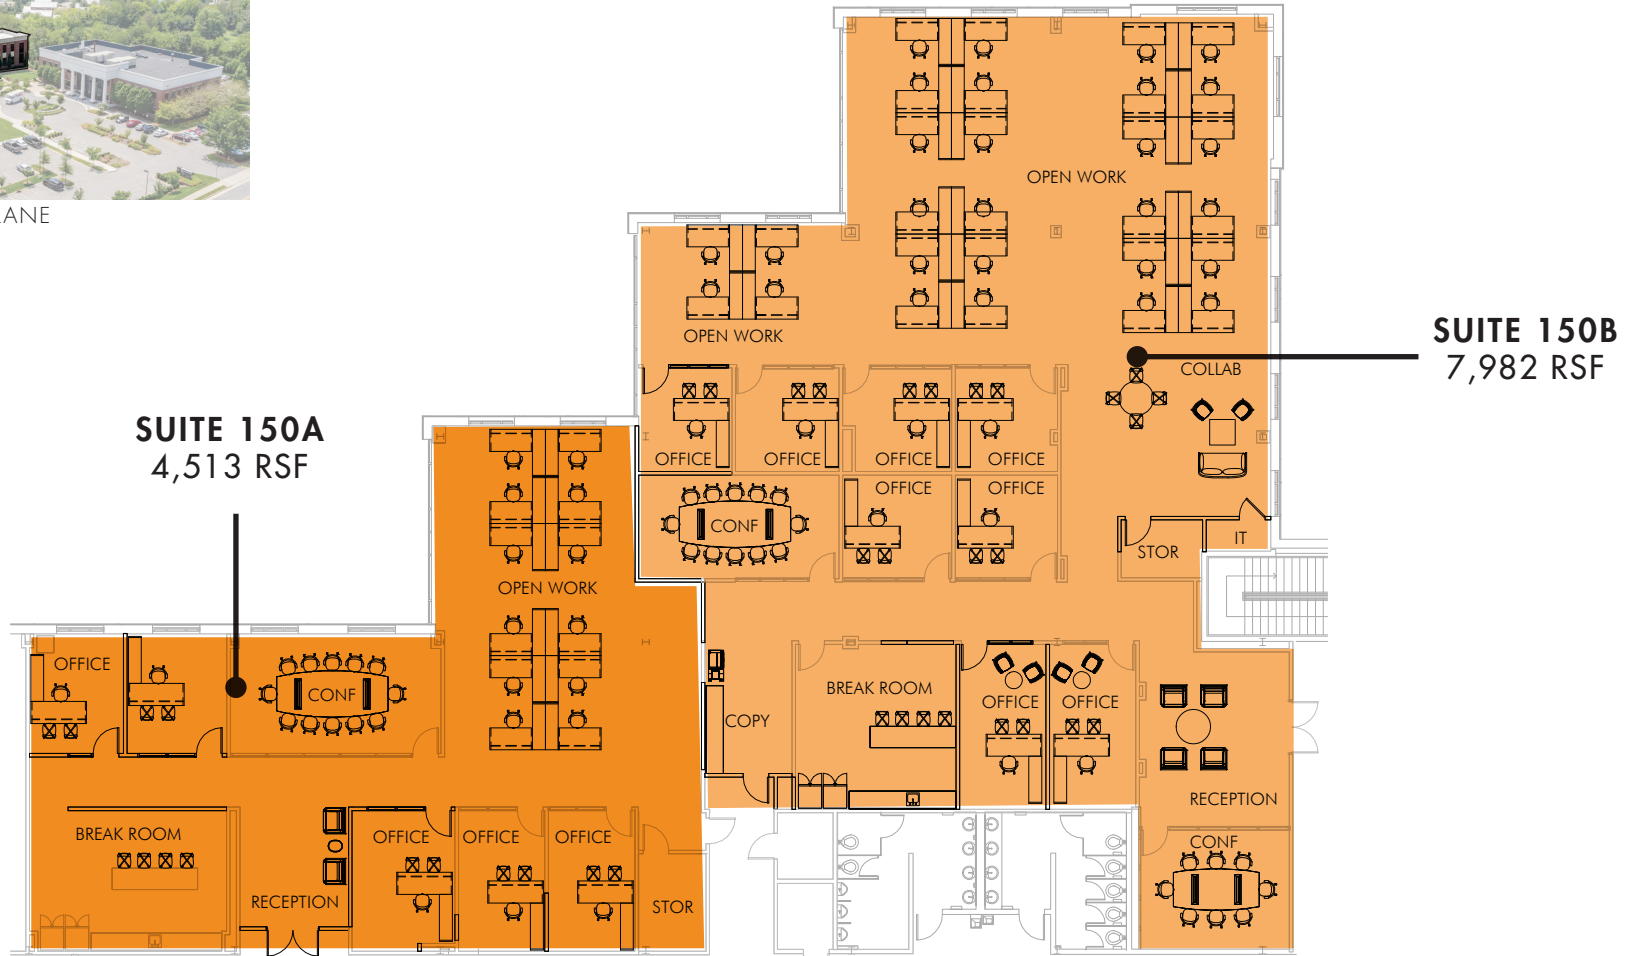 LANE
SUITE 150A
4,513 RSF
SUITE 150B
7,982 RSF
OPEN WORK
OPEN WORK
COLLAB
OFFICE
OFFICE
OFFICE
OFFICE
OFFICE
OFFICE
CONF
STOR
IT
OPEN WORK
OFFICE
CONF
BREAK ROOM
COPY
OFFICE
OFFICE
RECEPTION
CONF
BREAK ROOM
RECEPTION
OFFICE
OFFICE
OFFICE
STOR